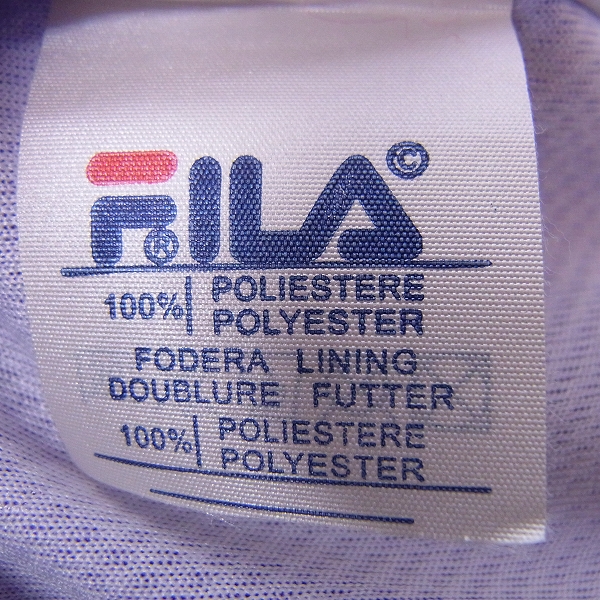 FILA ©
®
100% POLIESTERE
POLYESTER
FODERA LINING
DOUBLURE FUTTER
100% POLIESTERE
POLYESTER